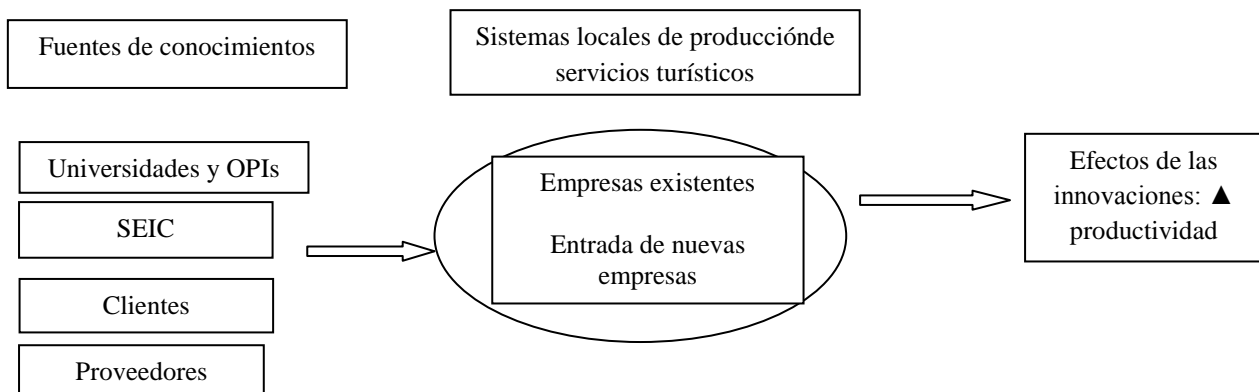 Fuentes de conocimientos
Sistemas locales de producciónde
servicios turísticos
Universidades y OPIs
SEIC
Clientes
Proveedores
Empresas existentes
Entrada de nuevas
empresas
Efectos de las
innovaciones: ▲
productividad